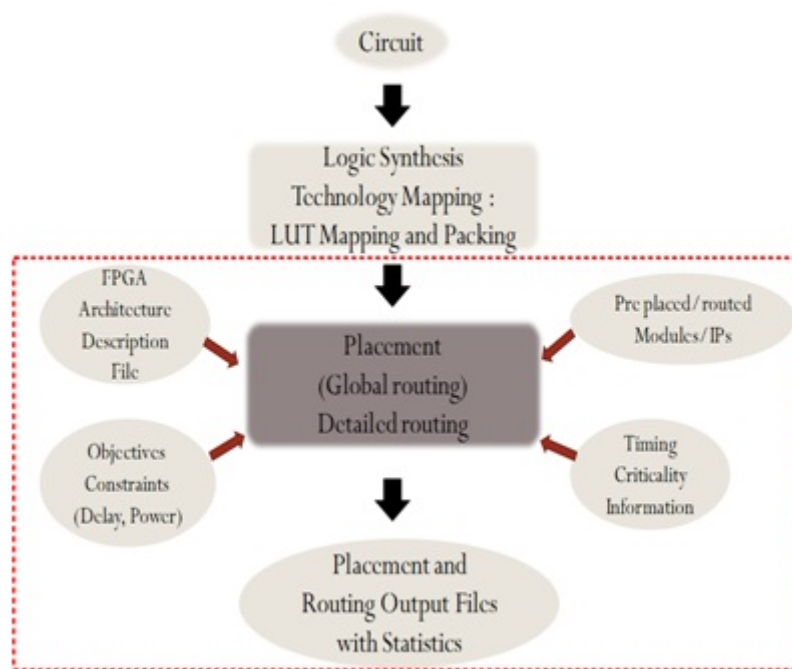 Circuit
Logic Synthesis
Technology Mapping :
LUT Mapping and Packing
FPGA
Architecture
Description
File
Pre placed/routed
Modules/IPs
Placement
(Global routing)
Detailed routing
Objectives
Constraints
(Delay, Power)
Timing
Criticality
Information
Placement and
Routing Output Files
with Statistics